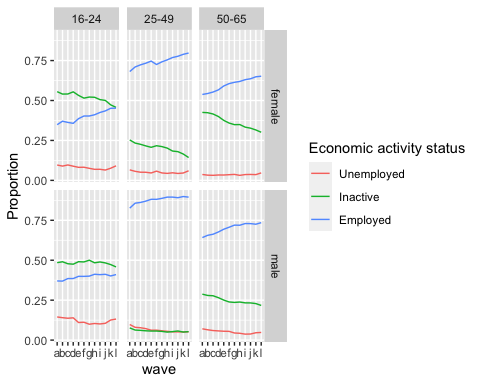 16-24 25-49 50-65
0.75
0.50
0.25
0.00
female
0.75
0.50
0.25
0.00
male
Proportion
abcdefghijkl abcdefghijkl abcdefghijkl
wave
Economic activity status
Unemployed
Inactive
Employed